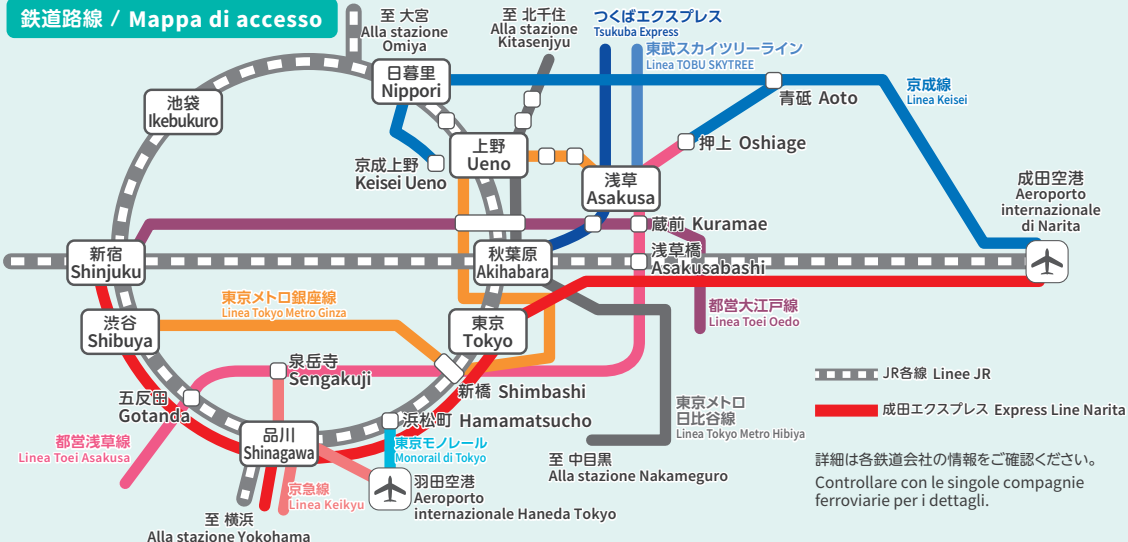 鉄道路線 / Mappa di accesso
至 大宮
Alla stazione
Omiya
至 北千住
Alla stazione
Kitasenjyu
つくばエクスプレス
Tsukuba Express
東武スカイツリーライン
Linea TOBU SKYTREE
日暮里
Nippori
京成線
Linea Keisei
青砥 Aoto
池袋
Ikebukuro
上野
Ueno
押上 Oshiage
京成上野
Keisei Ueno
浅草
Asakusa
成田空港
Aeroporto
internazionale
di Narita
蔵前 Kuramae
新宿
Shinjuku
秋葉原
Akihabara
浅草橋
Asakusabashi
東京メトロ銀座線
Linea Tokyo Metro Ginza
都営大江戸線
Linea Toei Oedo
渋谷
Shibuya
東京
Tokyo
泉岳寺
Sengakuji
新橋 Shimbashi
JR各線 Linee JR
五反田
Gotanda
成田エクスプレス Express Line Narita
東京メトロ
日比谷線
Linea Tokyo Metro Hibiya
浜松町 Hamamatsucho
都営浅草線
Linea Toei Asakusa
品川
Shinagawa
東京モノレール
Monorail di Tokyo
至 中目黒
Alla stazione Nakameguro
詳細は各鉄道会社の情報をご確認ください。
Controllare con le singole compagnie
ferroviarie per i dettagli.
京急線
Linea Keikyu
羽田空港
Aeroporto
internazionale Haneda Tokyo
至 横浜
Alla stazione Yokohama